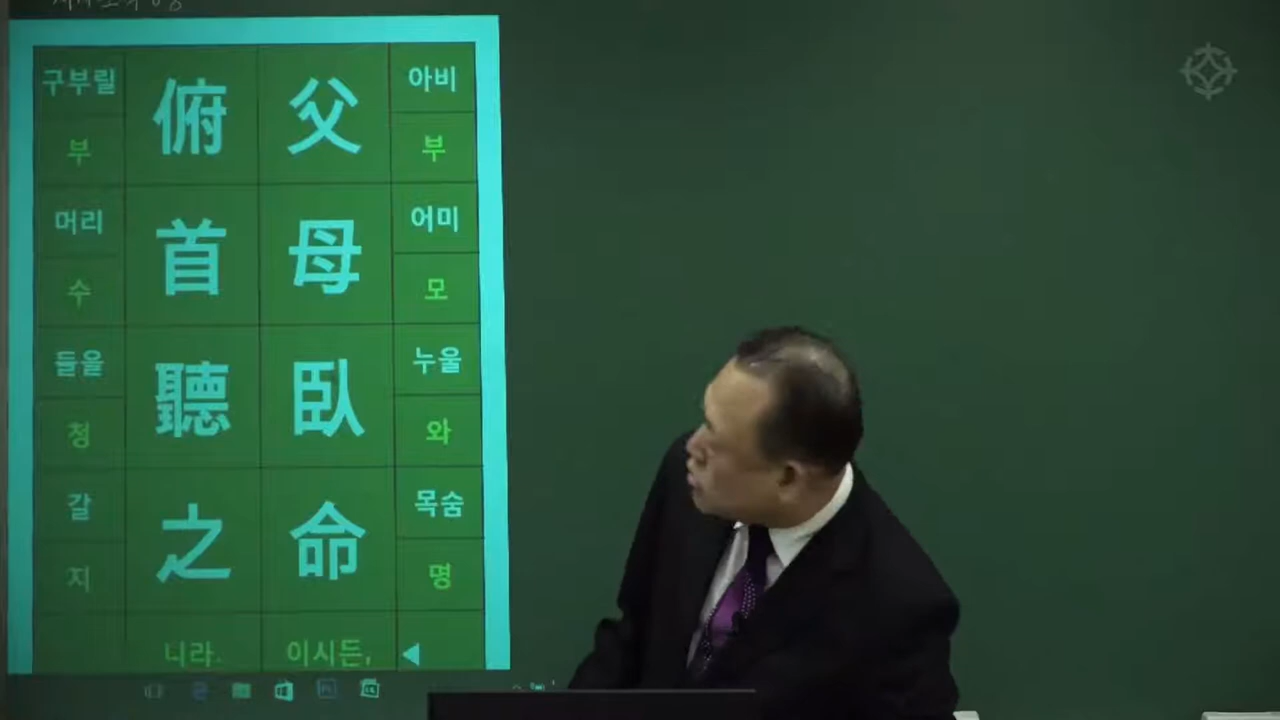 아비
부
父
俯
구부릴
부
어미
모
母
首
머리
수
누울
와
臥
聽
들을
청
목숨
명
命
之
갈
지
이시든,
니라.